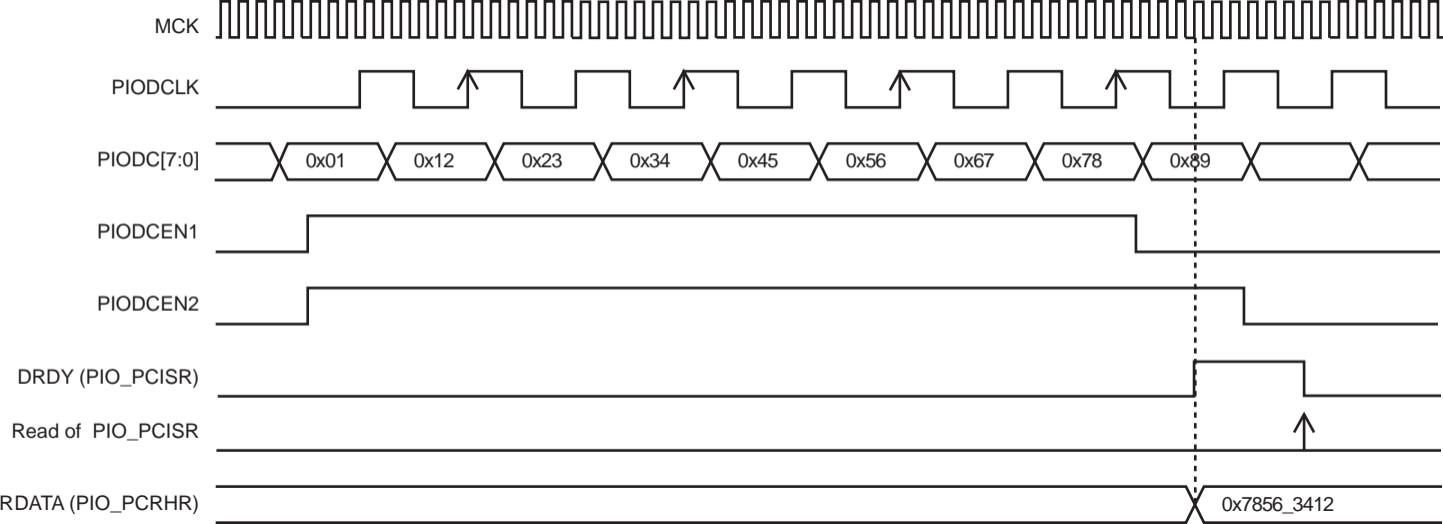 MCK
PIODCLK
PIODC[7:0] 0x01 0x12 0x23 0x34 0x45 0x56 0x67 0x78 0x89
PIODCEN1
PIODCEN2
DRDY (PIO_PCISR)
Read of PIO_PCISR
RDATA (PIO_PCRHR) 0x7856_3412